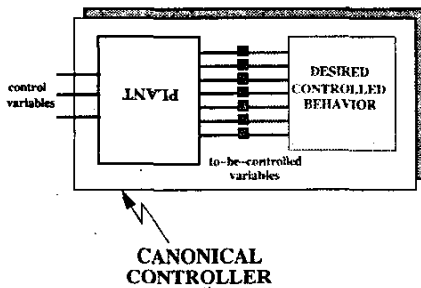 control
variables
PLANT
DESIRED
CONTROLLED
BEHAVIOR
to-be-controlled
variables
CANONICAL
CONTROLLER